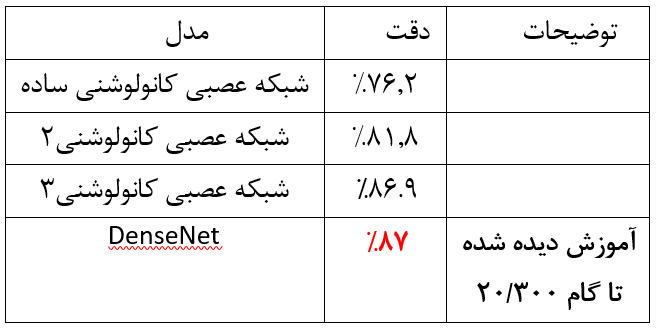 مدل دقت توضیحات
شبکه عصبی کانولوشنی ساده ٪۷۶,۲
شبکه عصبی کانولوشنی۲ ٪۸۱,۸
شبکه عصبی کانولوشنی۳ ٪۸۶.۹
DenseNet ٪۸۷ آموزش دیده شده
تا گام ۲۰/۳۰۰